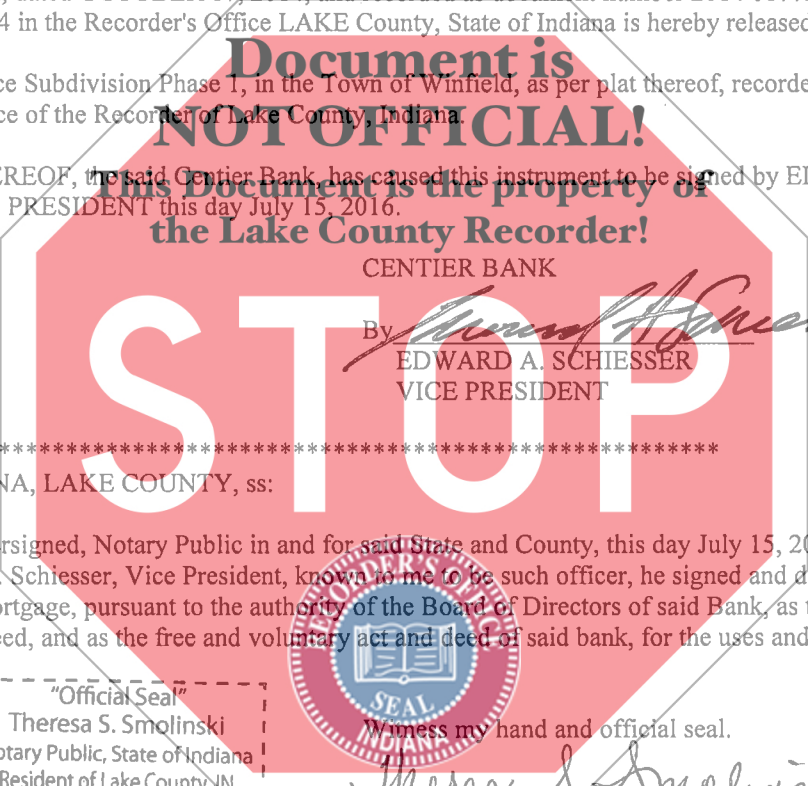 4 in the Recorder's Office LAKE County, State of Indiana is hereby released
Document is
ce Subdivision Phase 1, in the Town of Winfield, as per plat thereof, recorde
ce of the Recorder of Lake County, Indiana.
NOT OFFICIAL!
EREOF, the said Centier Bank, has caused this instrument to be signed by
This Document is the property of
PRESIDENT this day July 15, 2016.
the Lake County Recorder!
CENTIER BANK
STOP
By
EDWARD A. SCHIESSER
VICE PRESIDENT
************************************************************
NA, LAKE COUNTY, ss:
rsigned, Notary Public in and for said State and County, this day July 15, 20
. Schiesser, Vice President, known to me to be such officer, he signed and d
ortgage, pursuant to the authority of the Board of Directors of said Bank, as
eed, and as the free and voluntary act and deed of said bank, for the uses and
RECORDER'S OFFICE
SEAL
INDIANA
"Official Seal"
Theresa S. Smolinski
otary Public, State of Indiana
Resident of Lake County, IN
Witness my hand and official seal.
Theresa S Smolinski